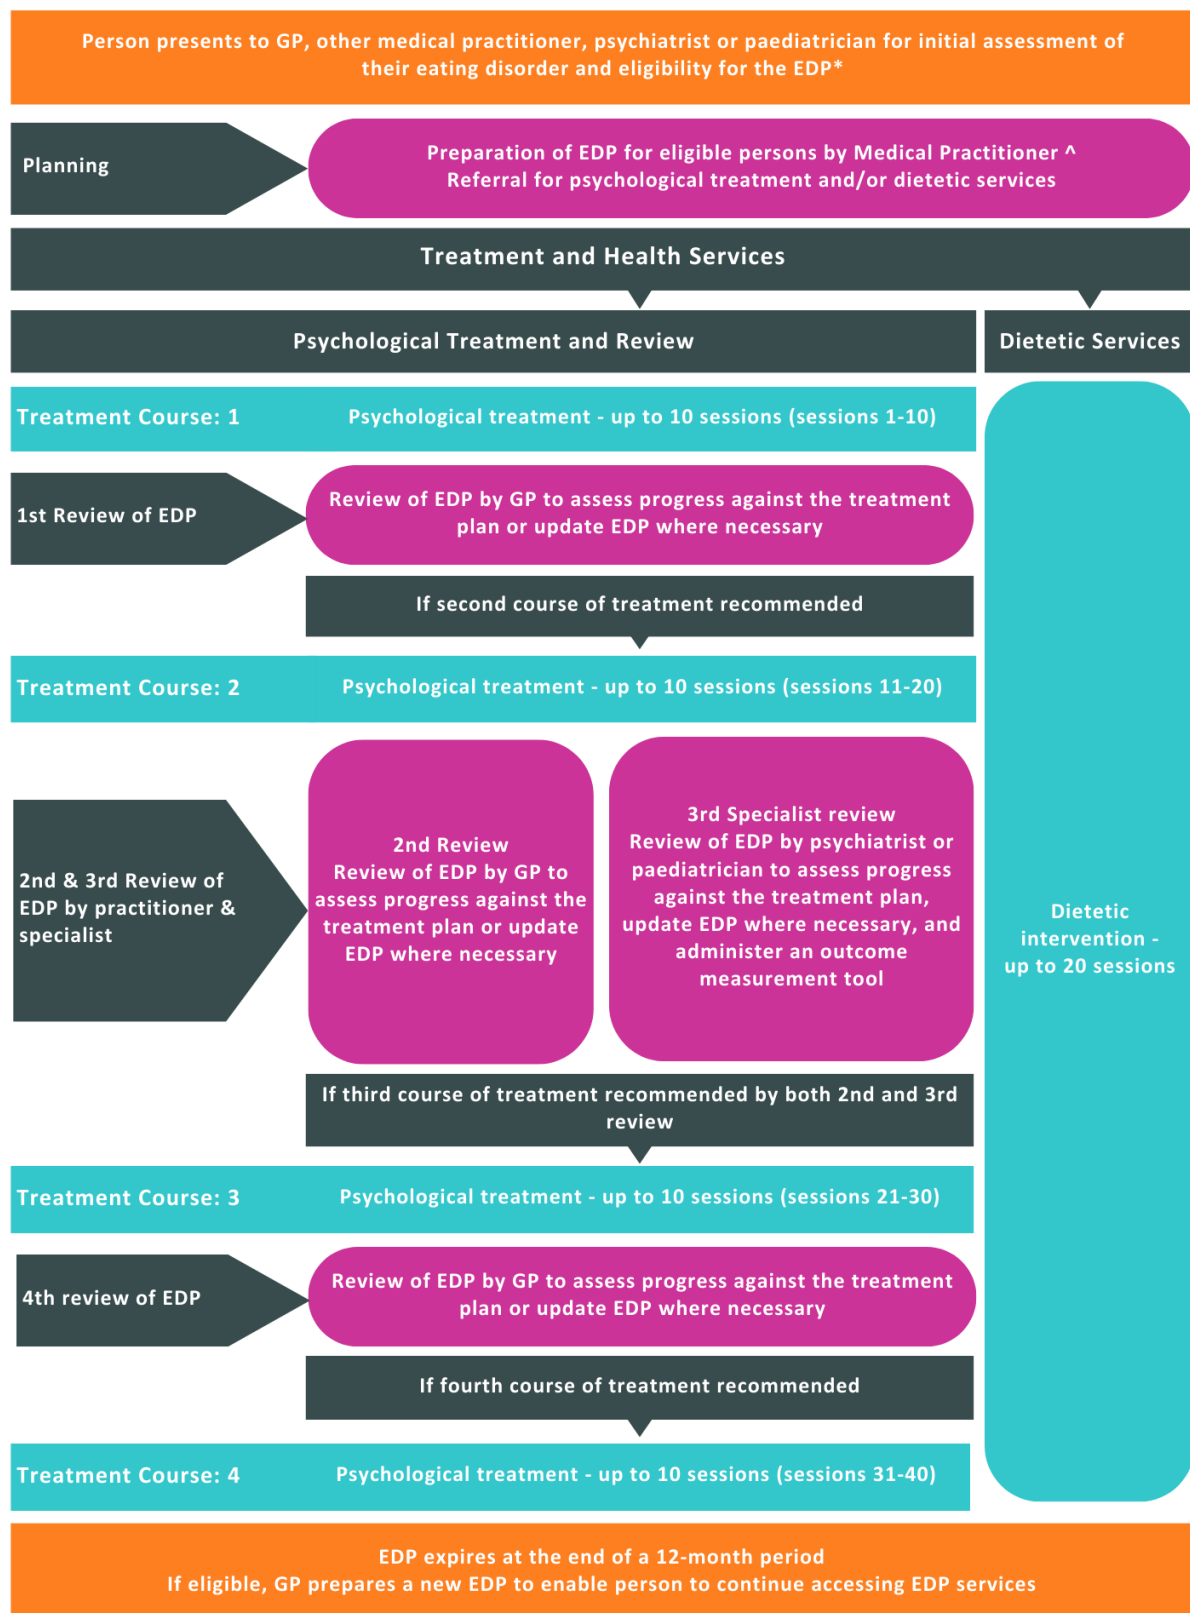 Person presents to GP, other medical practitioner, psychiatrist or paediatrician for initial assessment of
their eating disorder and eligibility for the EDP*
Planning
Preparation of EDP for eligible persons by Medical Practitioner ^
Referral for psychological treatment and/or dietetic services
Treatment and Health Services
Psychological Treatment and Review
Dietetic Services
Treatment Course: 1
Psychological treatment - up to 10 sessions (sessions 1-10)
1st Review of EDP
Review of EDP by GP to assess progress against the treatment
plan or update EDP where necessary
If second course of treatment recommended
Treatment Course: 2
Psychological treatment - up to 10 sessions (sessions 11-20)
2nd & 3rd Review of
EDP by practitioner &
specialist
2nd Review
Review of EDP by GP to
assess progress against the
treatment plan or update
EDP where necessary
3rd Specialist review
Review of EDP by psychiatrist or
paediatrician to assess progress
against the treatment plan,
update EDP where necessary, and
administer an outcome
measurement tool
Dietetic
intervention -
up to 20 sessions
If third course of treatment recommended by both 2nd and 3rd
review
Treatment Course: 3
Psychological treatment - up to 10 sessions (sessions 21-30)
4th review of EDP
Review of EDP by GP to assess progress against the treatment
plan or update EDP where necessary
If fourth course of treatment recommended
Treatment Course: 4
Psychological treatment - up to 10 sessions (sessions 31-40)
EDP expires at the end of a 12-month period
If eligible, GP prepares a new EDP to enable person to continue accessing EDP services